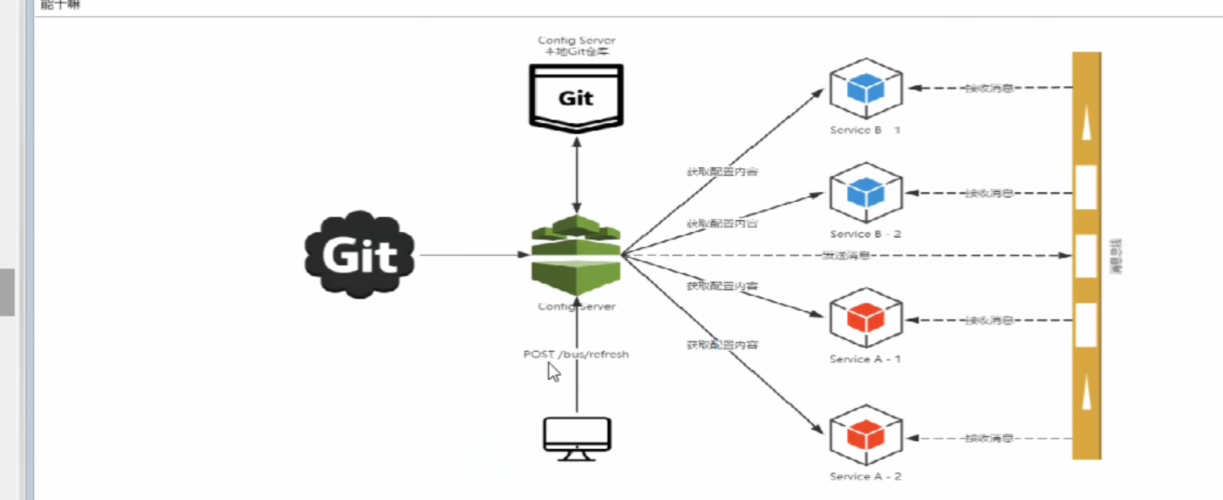 能干嘛
Config Server
本地Git仓库
Git
Service B - 1
接收消息
获取配置内容
Service B - 2
接收消息
获取配置内容
Git
Config Server
发送消息
消息总线
获取配置内容
Service A - 1
接收消息
获取配置内容
POST /bus/refresh
Service A - 2
接收消息